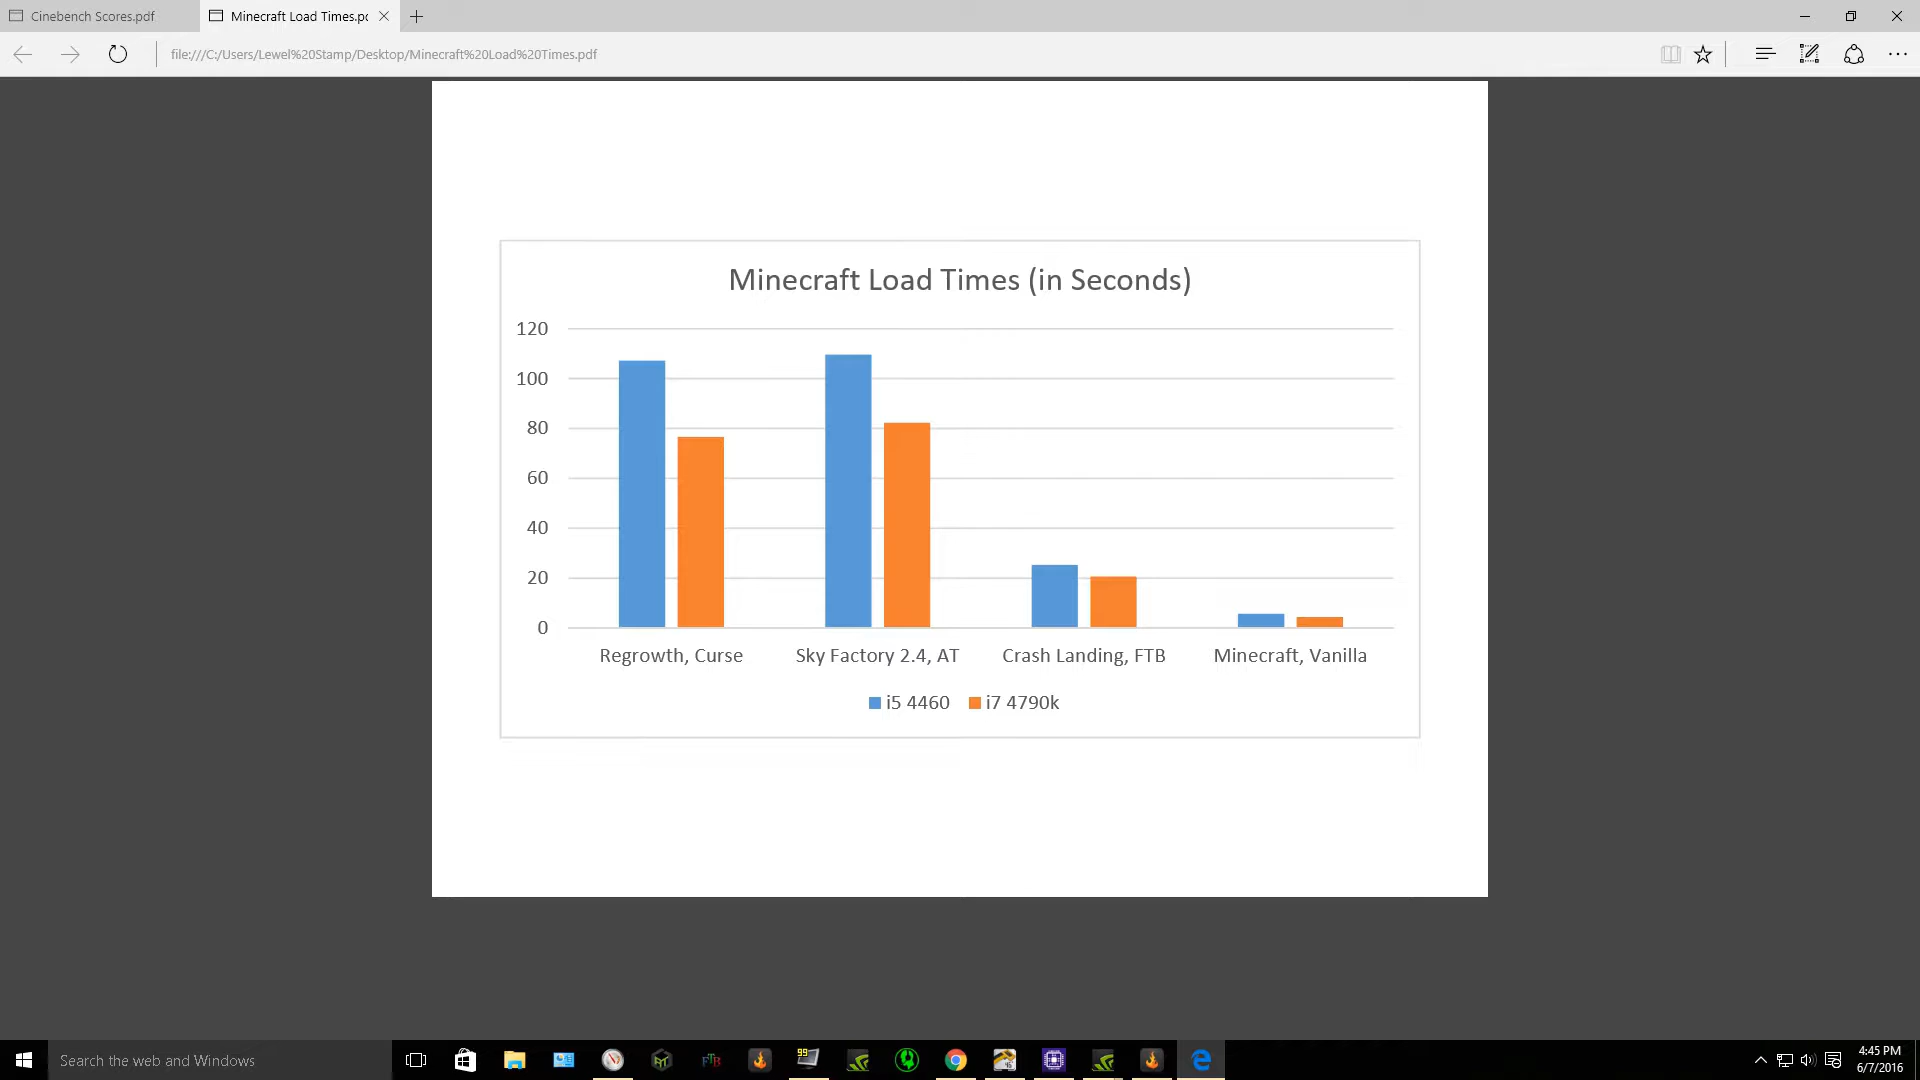 Cinebench Scores.pdf
Minecraft Load Times.pc
file:///C:/Users/Lewel%20Stamp/Desktop/Minecraft%20Load%20Times.pdf
Minecraft Load Times (in Seconds)
120
100
80
60
40
20
0
Regrowth, Curse Sky Factory 2.4, AT Crash Landing, FTB Minecraft, Vanilla
i5 4460 i7 4790k
Search the web and Windows
FTB
99
4:45 PM
6/7/2016